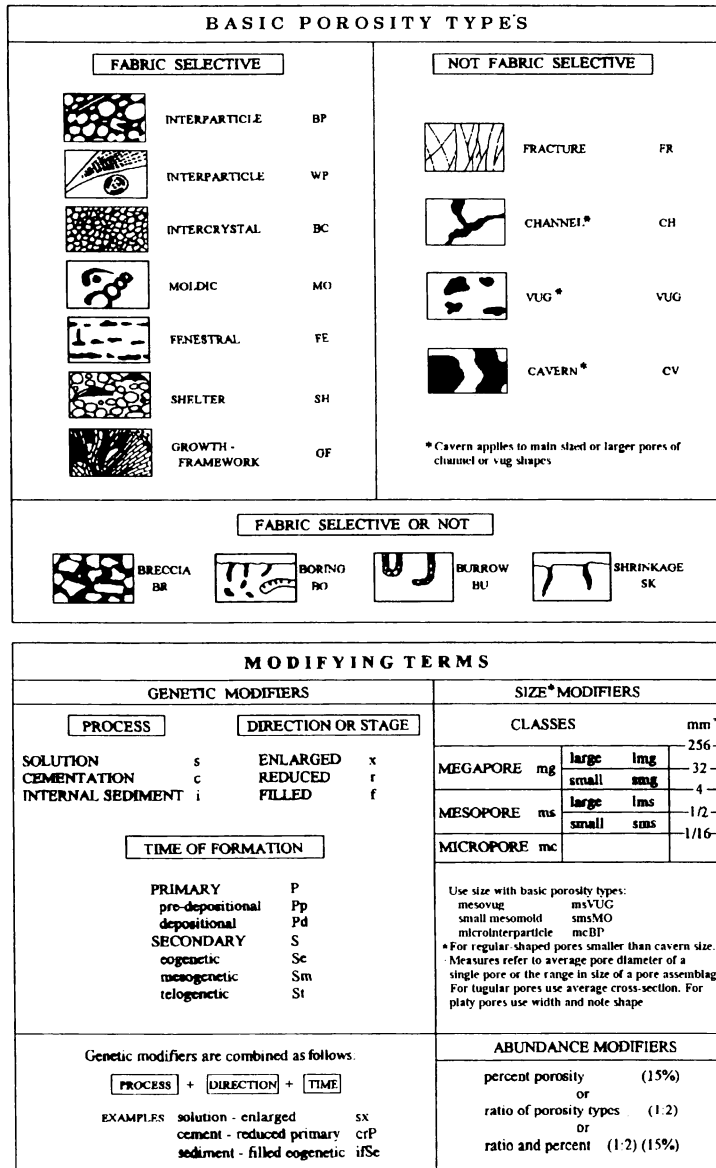 BASIC POROSITY TYPES
FABRIC SELECTIVE
INTERPARTICLE BP
INTERPARTICLE WP
INTERCRYSTAL BC
MOLDIC MO
FENESTRAL FE
SHELTER SH
GROWTH -
FRAMEWORK GF
NOT FABRIC SELECTIVE
FRACTURE FR
CHANNEL* CH
VUG * VUG
CAVERN* CV
* Cavern applies to main sized or larger pores of
channel or vug shapes
FABRIC SELECTIVE OR NOT
BRECCIA
BR
BORING
BO
BURROW
BU
SHRINKAGE
SK
MODIFYING TERMS
GENETIC MODIFIERS
PROCESS DIRECTION OR STAGE
SOLUTION s ENLARGED x
CEMENTATION c REDUCED r
INTERNAL SEDIMENT i FILLED f
TIME OF FORMATION
PRIMARY P
pre-depositional Pp
depositional Pd
SECONDARY S
eogenetic Se
mesogenetic Sm
telogenetic St
Genetic modifiers are combined as follows.
PROCESS + DIRECTION + TIME
EXAMPLES solution - enlarged sx
cement - reduced primary crP
sediment - filled eogenetic ifSe
SIZE* MODIFIERS
CLASSES mm
256
MEGAPORE mg large lmg
32
small smg
4
MESOPORE ms large lms
1/2
small sms
1/16
MICROPORE mc
Use size with basic porosity types:
mesovug msVUG
small mesomold smsMO
microinterparticle mcBP
* For regular-shaped pores smaller than cavern size.
Measures refer to average pore diameter of a
single pore or the range in size of a pore assemblag
For tugular pores use average cross-section. For
platy pores use width and note shape
ABUNDANCE MODIFIERS
percent porosity (15%)
or
ratio of porosity types (1:2)
or
ratio and percent (1:2) (15%)